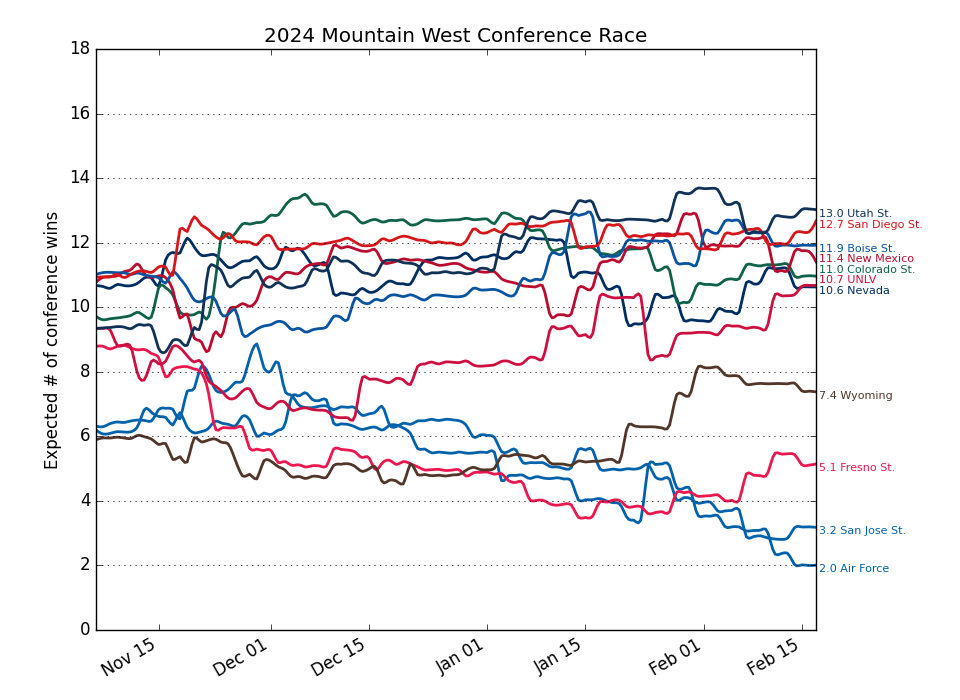 2024 Mountain West Conference Race
Expected # of conference wins
18
16
14
12
10
8
6
4
2
0
13.0 Utah St.
12.7 San Diego St.
11.9 Boise St.
11.4 New Mexico
11.0 Colorado St.
10.7 UNLV
10.6 Nevada
7.4 Wyoming
5.1 Fresno St.
3.2 San Jose St.
2.0 Air Force
Nov 15
Dec 01
Dec 15
Jan 01
Jan 15
Feb 01
Feb 15